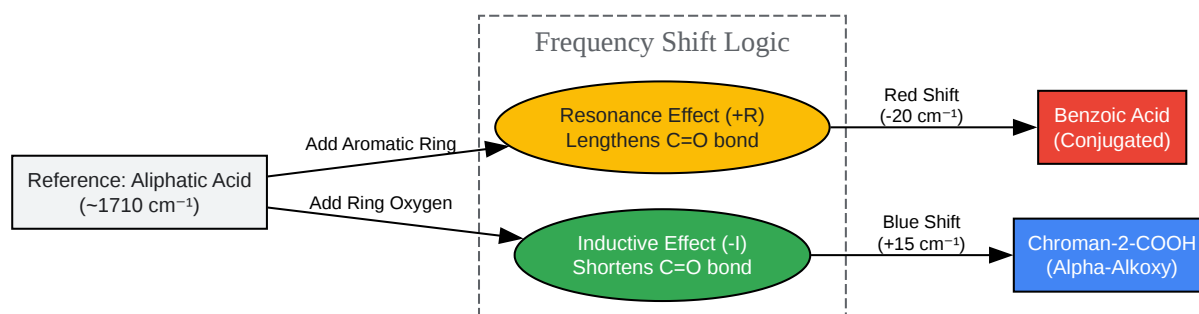 Frequency Shift Logic
Reference: Aliphatic Acid
(~1710 cm⁻¹)
Add Aromatic Ring
Add Ring Oxygen
Resonance Effect (+R)
Lengthens C=O bond
Inductive Effect (-I)
Shortens C=O bond
Red Shift
(-20 cm⁻¹)
Blue Shift
(+15 cm⁻¹)
Benzoic Acid
(Conjugated)
Chroman-2-COOH
(Alpha-Alkoxy)